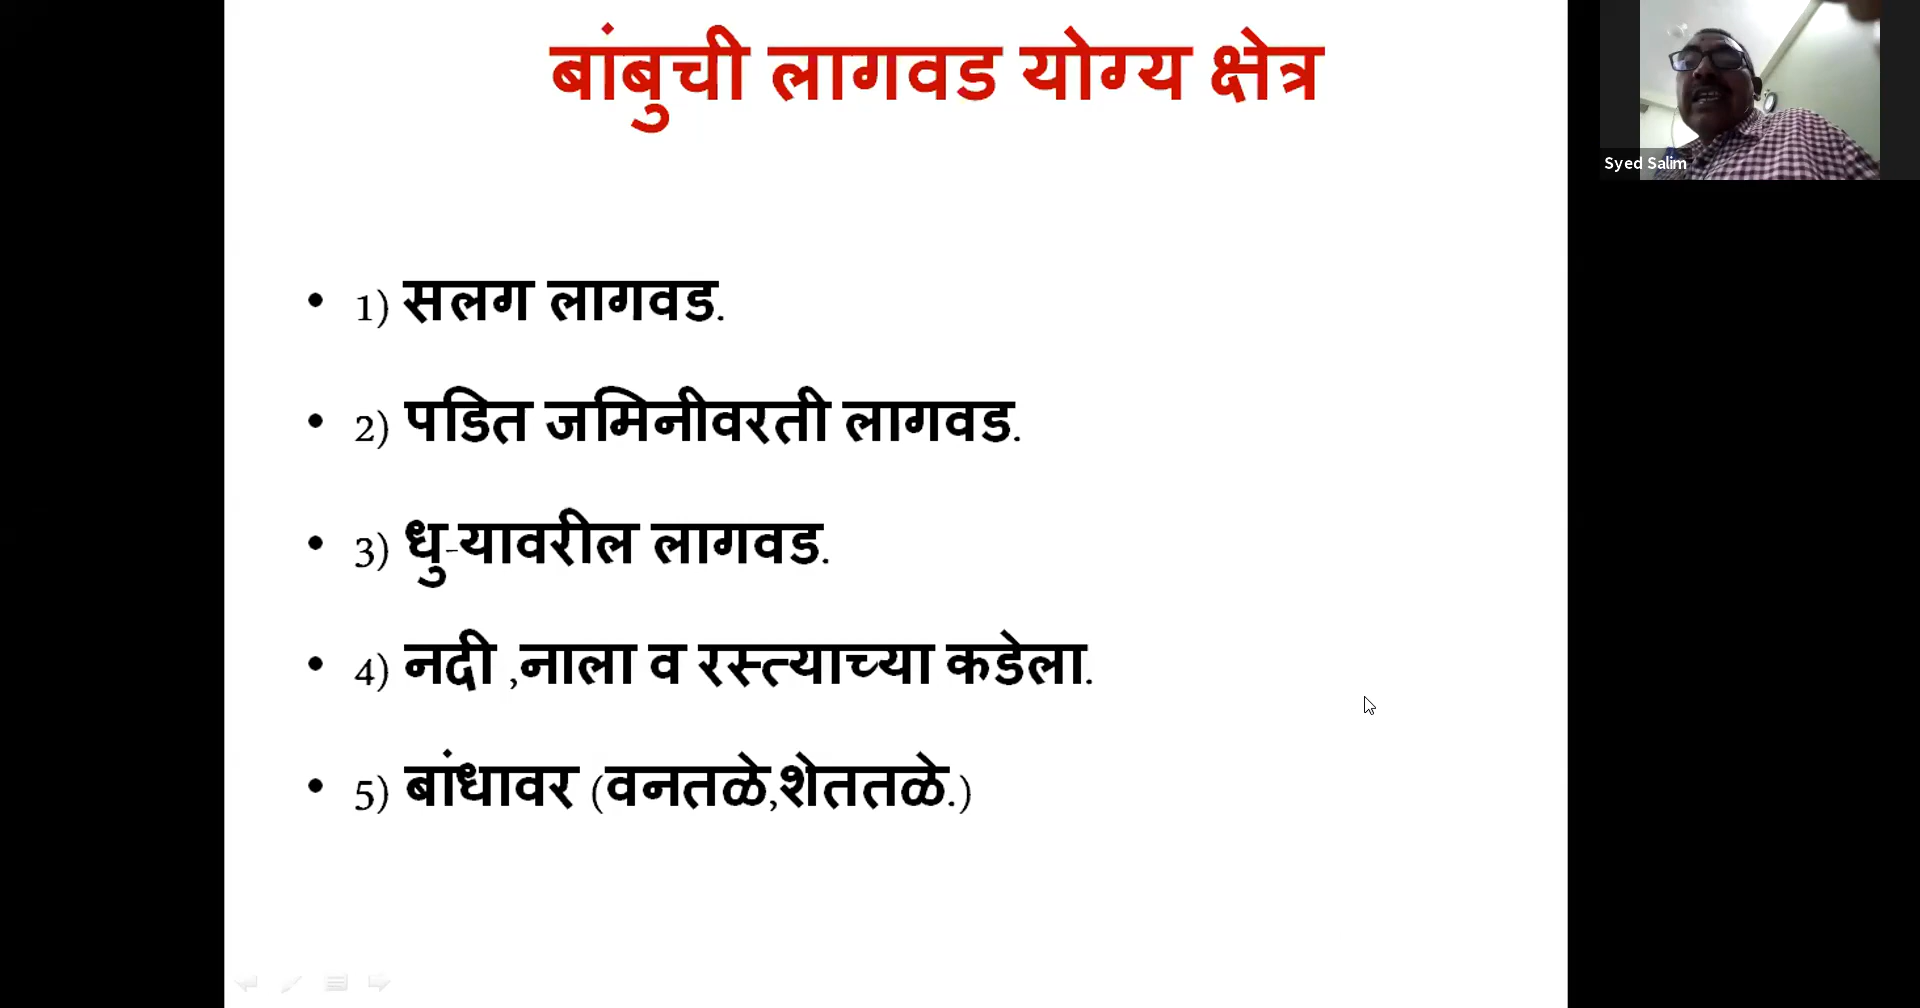 बांबुची लागवड योग्य क्षेत्र
Syed Salim
• 1) सलग लागवड.
• 2) पडित जमिनीवरती लागवड.
• 3) धु-यावरील लागवड.
• 4) नदी ,नाला व रस्त्याच्या कडेला.
• 5) बांधावर (वनतळे,शेततळे.)